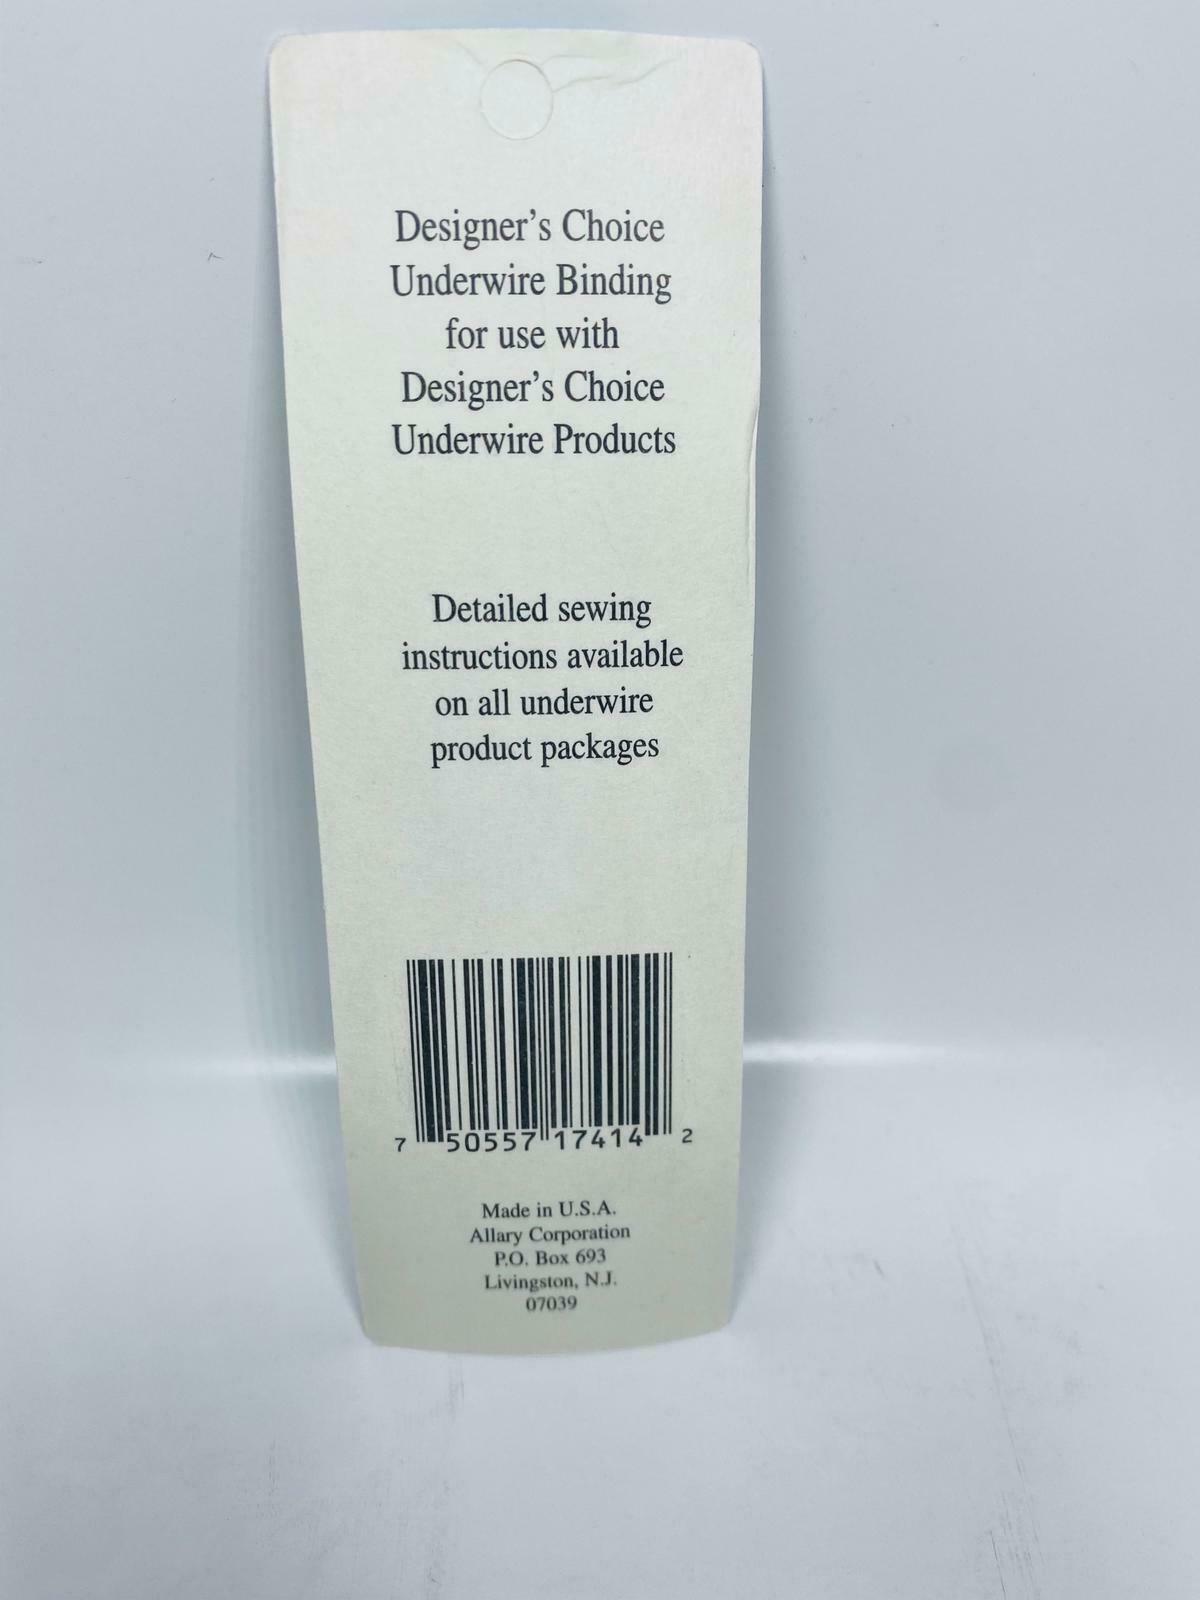 Designer's Choice
Underwire Binding
for use with
Designer's Choice
Underwire Products
Detailed sewing
instructions available
on all underwire
product packages
7 50557 17414 2
Made in U.S.A.
Allary Corporation
P.O. Box 693
Livingston, N.J.
07039